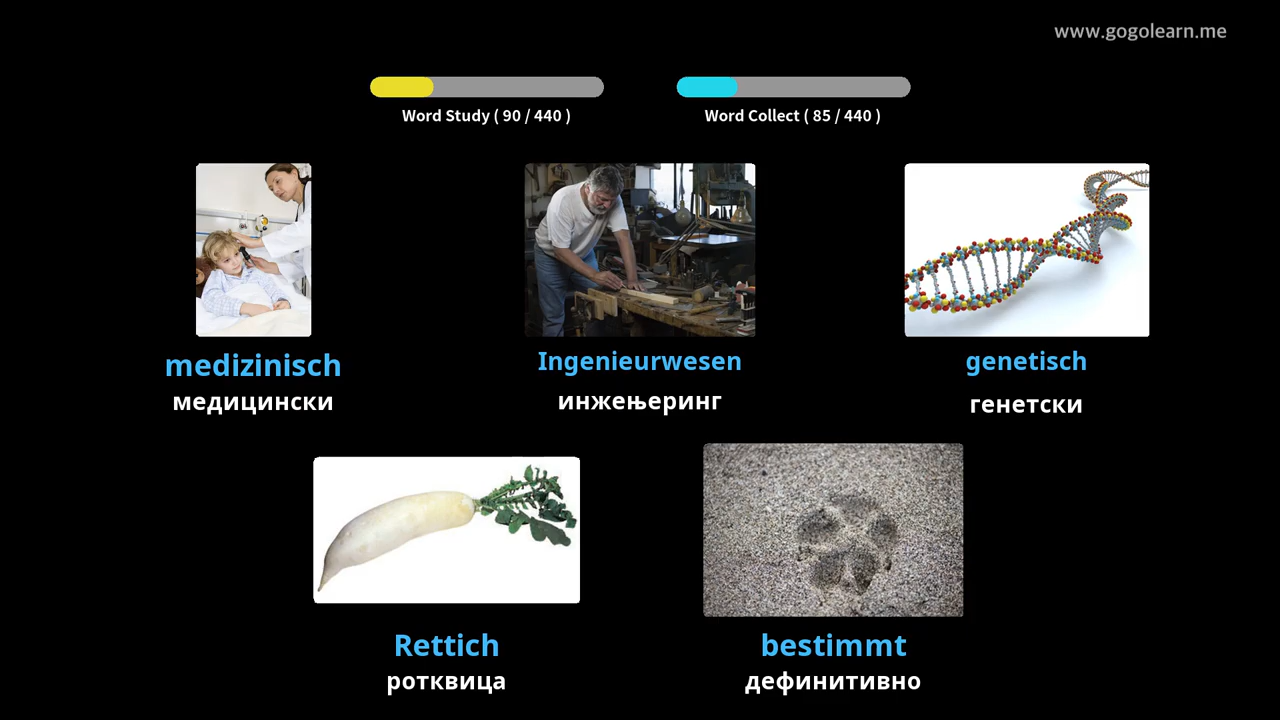 www.gogolearn.me
Word Study ( 90 / 440 )
Word Collect ( 85 / 440 )
medizinisch
медицински
Ingenieurwesen
инжењеринг
genetisch
генетски
Rettich
ротквица
bestimmt
дефинитивно